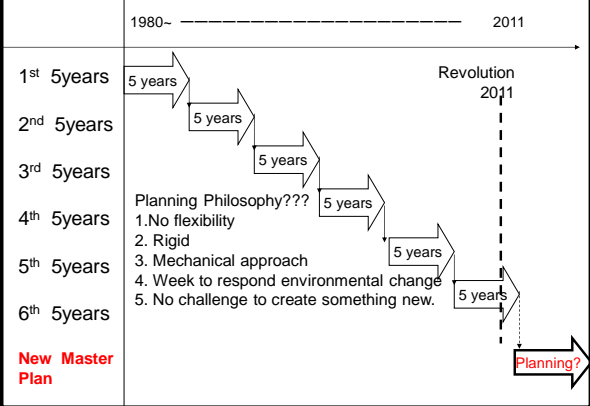 1980~ 2011
Revolution
2011
1st 5years
5 years
2nd 5years
5 years
3rd 5years
5 years
4th 5years
5 years
5th 5years
5 years
6th 5years
5 years
Planning Philosophy???
1.No flexibility
2. Rigid
3. Mechanical approach
4. Week to respond environmental change
5. No challenge to create something new.
New Master
Plan
Planning?